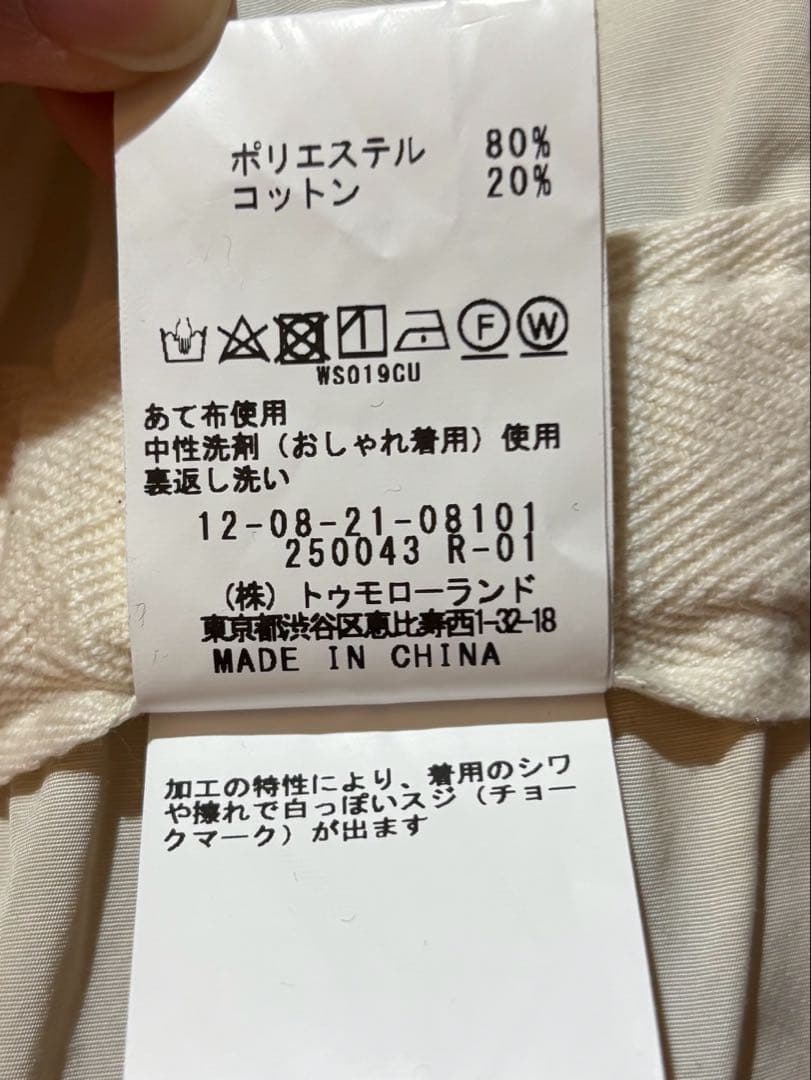 ポリエステル 80%
コットン 20%
F W
WS019CU
あて布使用
中性洗剤（おしゃれ着用）使用
裏返し洗い
12-08-21-08101
250043 R-01
（株）トゥモローランド
東京都渋谷区恵比寿西1-32-18
MADE IN CHINA
加工の特性により、着用のシワ
や擦れで白っぽいスジ（チョー
クマーク）が出ます